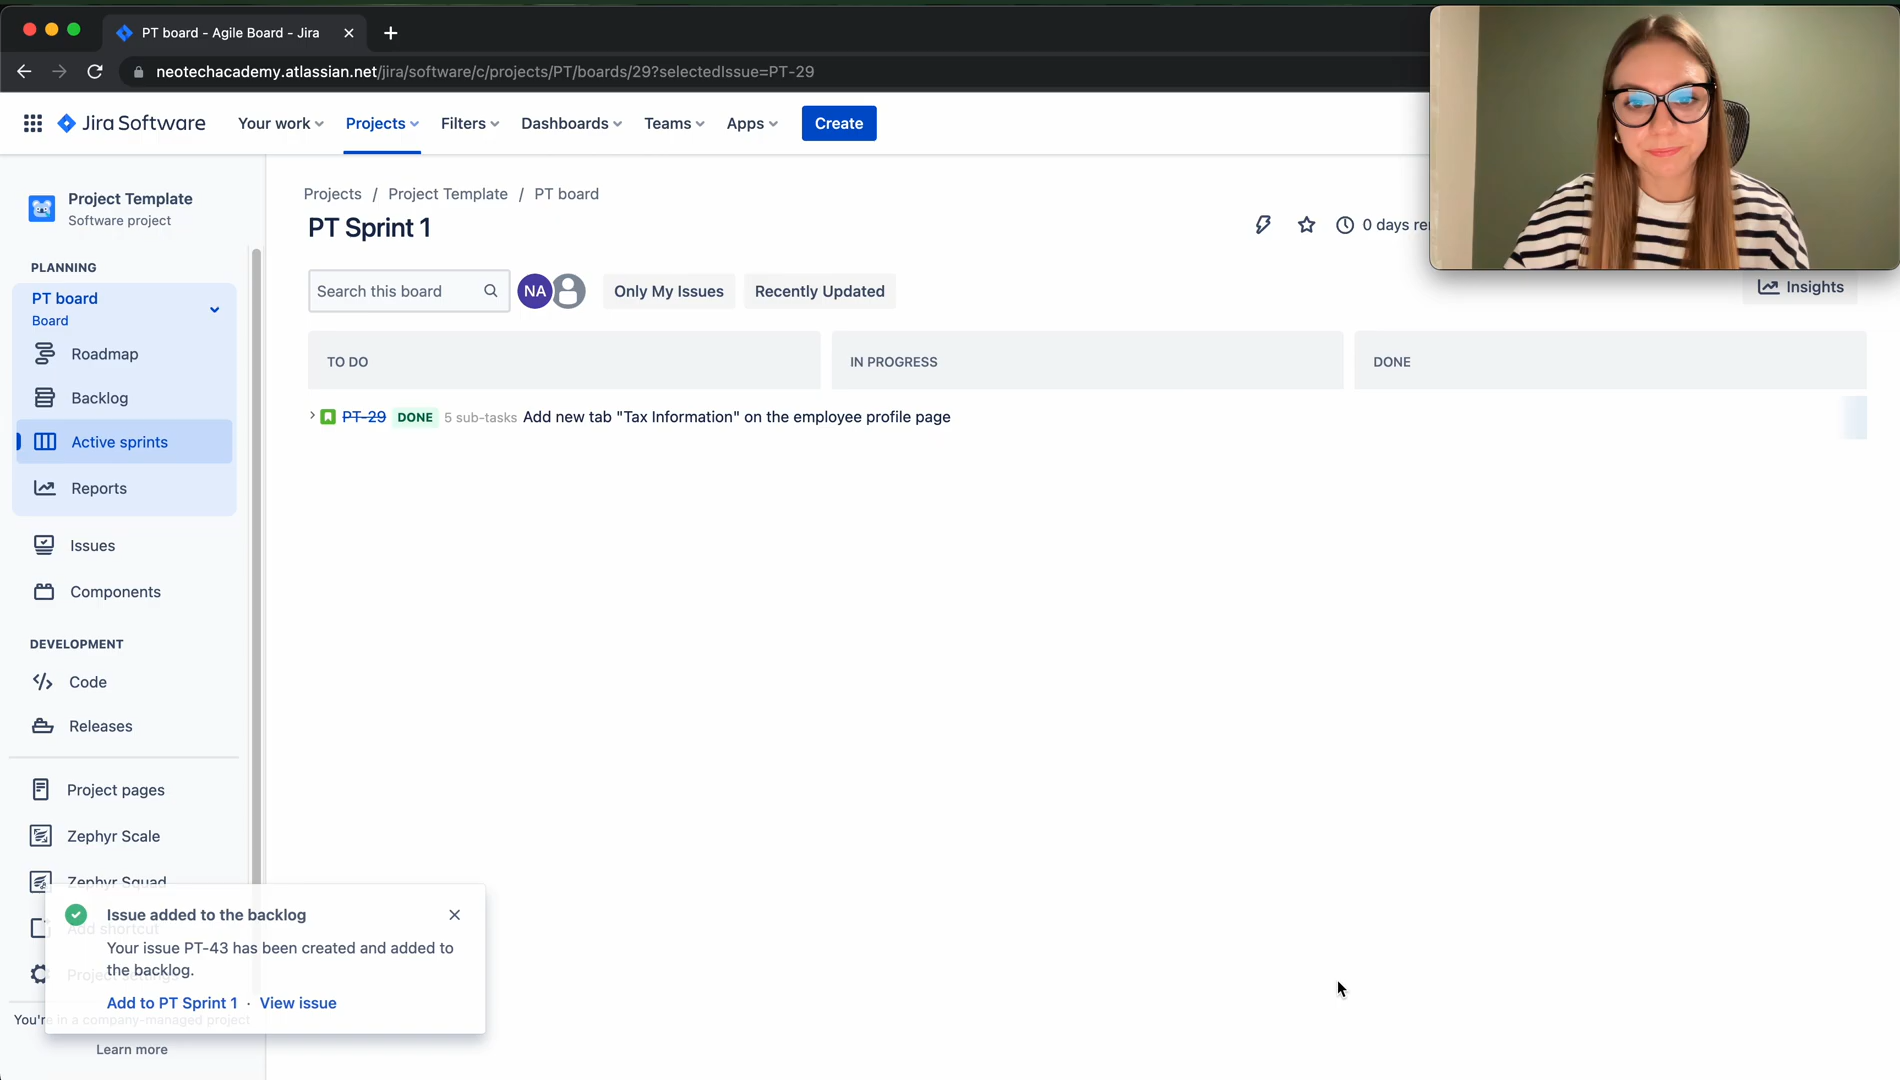 PT board - Agile Board - Jira
neotechacademy.atlassian.net/jira/software/c/projects/PT/boards/29?selectedIssue=PT-29
Jira Software
Your work
Projects
Filters
Dashboards
Teams
Apps
Create
Project Template
Software project
PLANNING
PT board
Board
Roadmap
Backlog
Active sprints
Reports
Issues
Components
DEVELOPMENT
Code
Releases
Project pages
Zephyr Scale
Zephyr Squad
Add shortcut
Project settings
You're in a company-managed project
Learn more
Projects / Project Template / PT board
PT Sprint 1
0 days
Search this board
NA
Only My Issues
Recently Updated
Insights
TO DO
IN PROGRESS
DONE
PT-29 DONE 5 sub-tasks Add new tab "Tax Information" on the employee profile page
Issue added to the backlog
Your issue PT-43 has been created and added to
the backlog.
Add to PT Sprint 1 · View issue